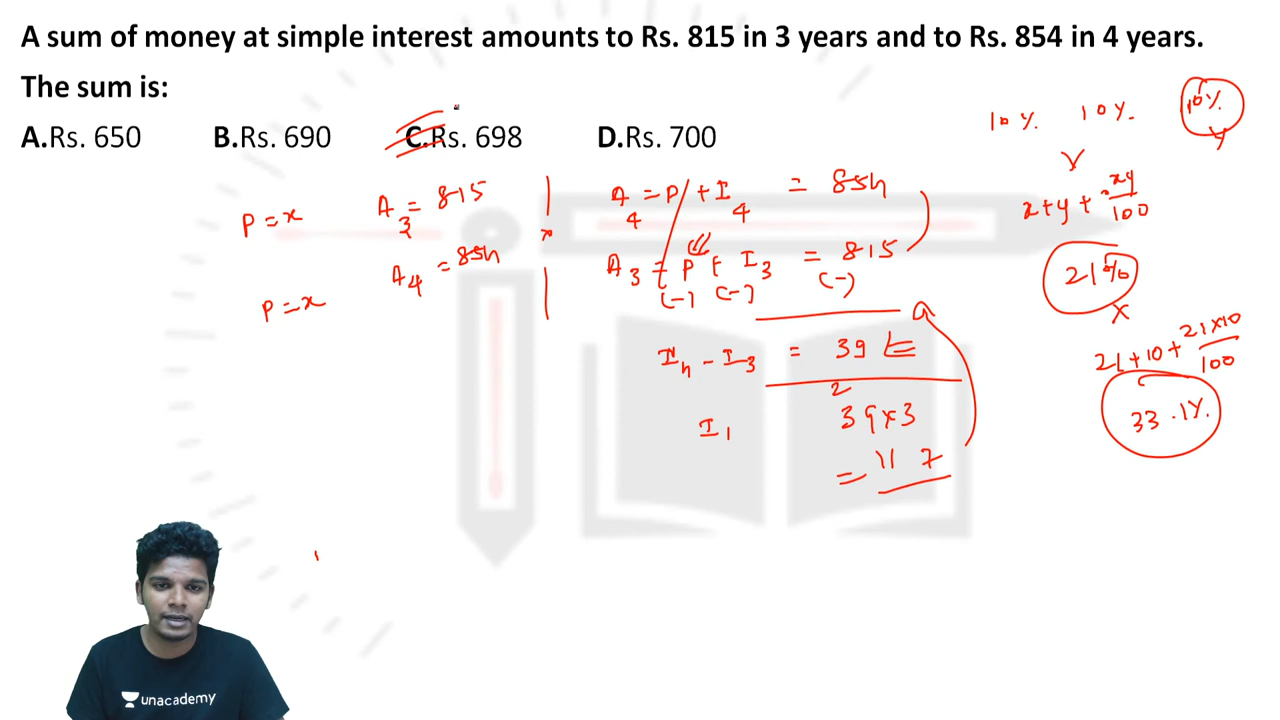 A sum of money at simple interest amounts to Rs. 815 in 3 years and to Rs. 854 in 4 years.
The sum is:
A.Rs. 650 B.Rs. 690 C.Rs. 698 D.Rs. 700
10% 10% 10%
x + y + xy/100
21%
21 + 10 + 21×10/100
33.1%
P = x A₃ = 815
A₄ = 854
P = x
A₄ = P + I₄ = 854
A₃ = P + I₃ = 815
(-) (-) (-)
I₄ - I₃ = 39
I₁ 39×3
= 117
unacademy